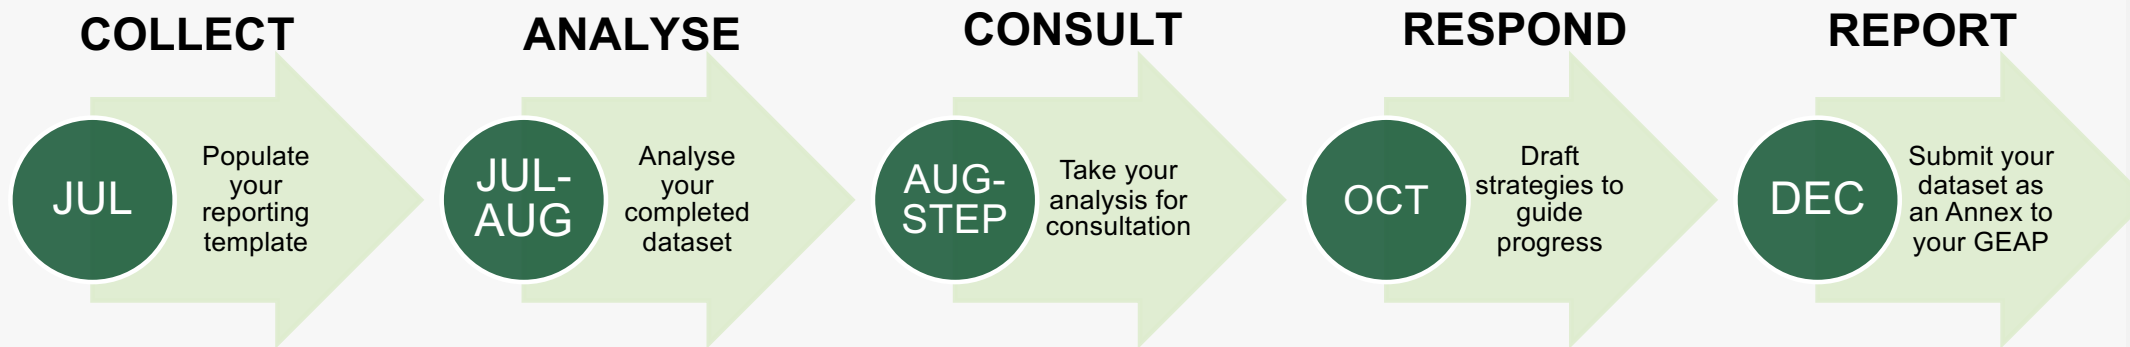 COLLECT
JUL
Populate
your
reporting
template
ANALYSE
JUL-
AUG
Analyse
your
completed
dataset
CONSULT
AUG-
STEP
Take your
analysis for
consultation
RESPOND
OCT
Draft
strategies to
guide
progress
REPORT
DEC
Submit your
dataset as
an Annex to
your GEAP